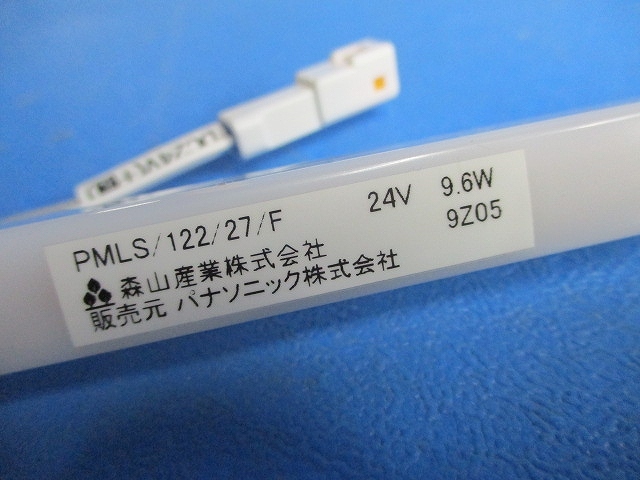 PMLS/122/27/F 24V 9.6W
9Z05
森山産業株式会社
販売元 パナソニック株式会社